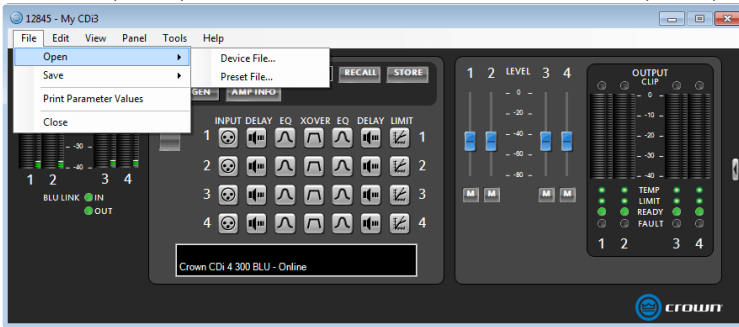 12845 - My CDi3
File Edit View Panel Tools Help
Open
Save
Print Parameter Values
Close
Device File...
Preset File...
RECALL STORE
GEN AMP INFO
INPUT DELAY EQ XOVER EQ DELAY LIMIT
1 1
2 2
3 3
4 4
Crown CDi 4 300 BLU - Online
-30
-40
1 2 3 4
BLU LINK IN
OUT
1 2 LEVEL 3 4
- 0 -
- -20 -
- -40 -
- -60 -
- -80 -
M M M M
OUTPUT
CLIP
- 0 -
- -10 -
- -20 -
- -30 -
- -40 -
TEMP
LIMIT
READY
FAULT
1 2 3 4
crown